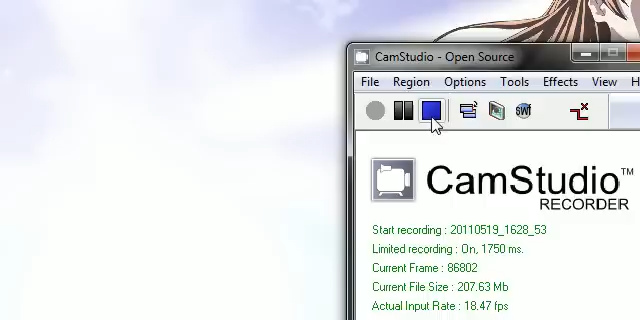 CamStudio - Open Source
File Region Options Tools Effects View H
SWf
CamStudio™
RECORDER
Start recording : 20110519_1628_53
Limited recording : On, 1750 ms.
Current Frame : 86802
Current File Size : 207.63 Mb
Actual Input Rate : 18.47 fps